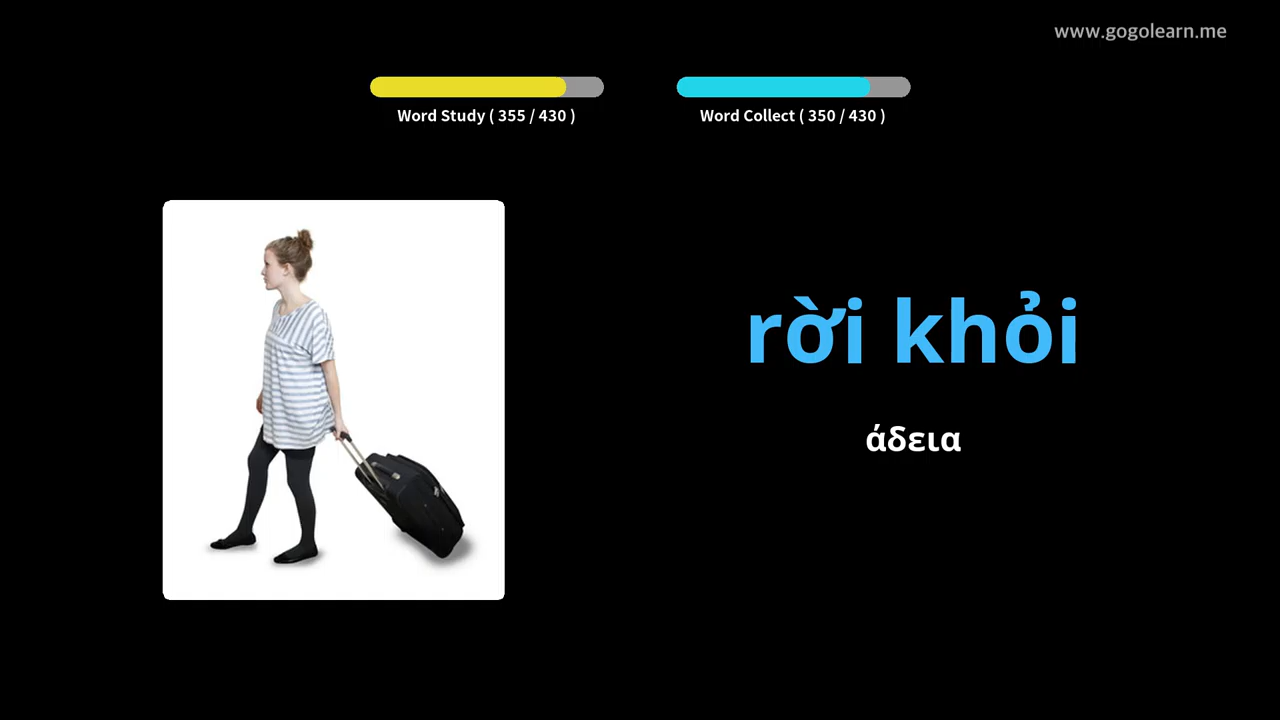 www.gogolearn.me
Word Study ( 355 / 430 )
Word Collect ( 350 / 430 )
rời khỏi
άδεια